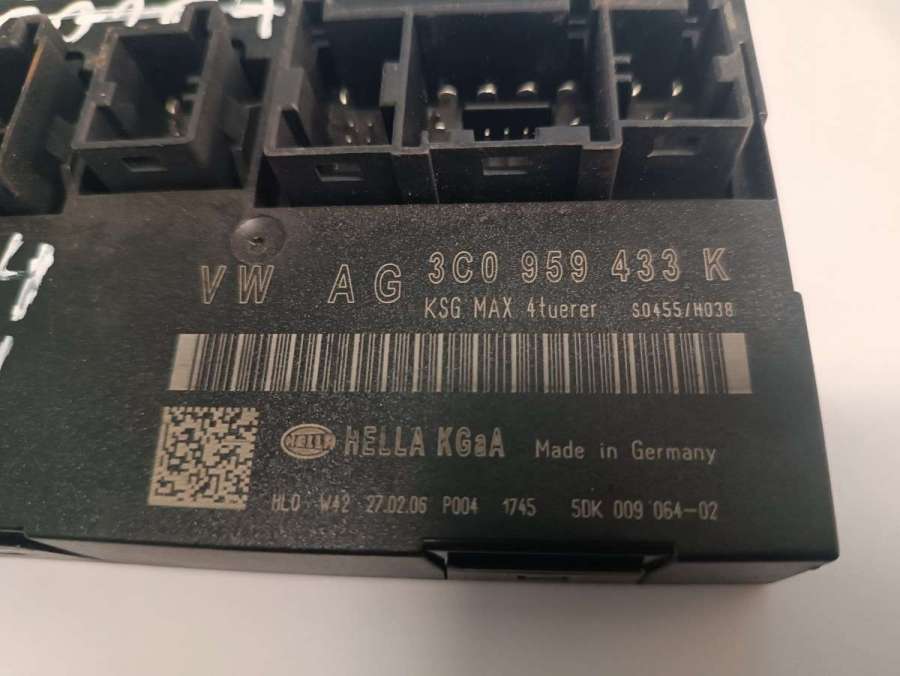 VW AG 3C0 959 433 K
KSG MAX 4tuerer S0455/H038
HELLA HELLA KGaA Made in Germany
HLO W42 27.02.06 P004 1745 5DK 009 064-02